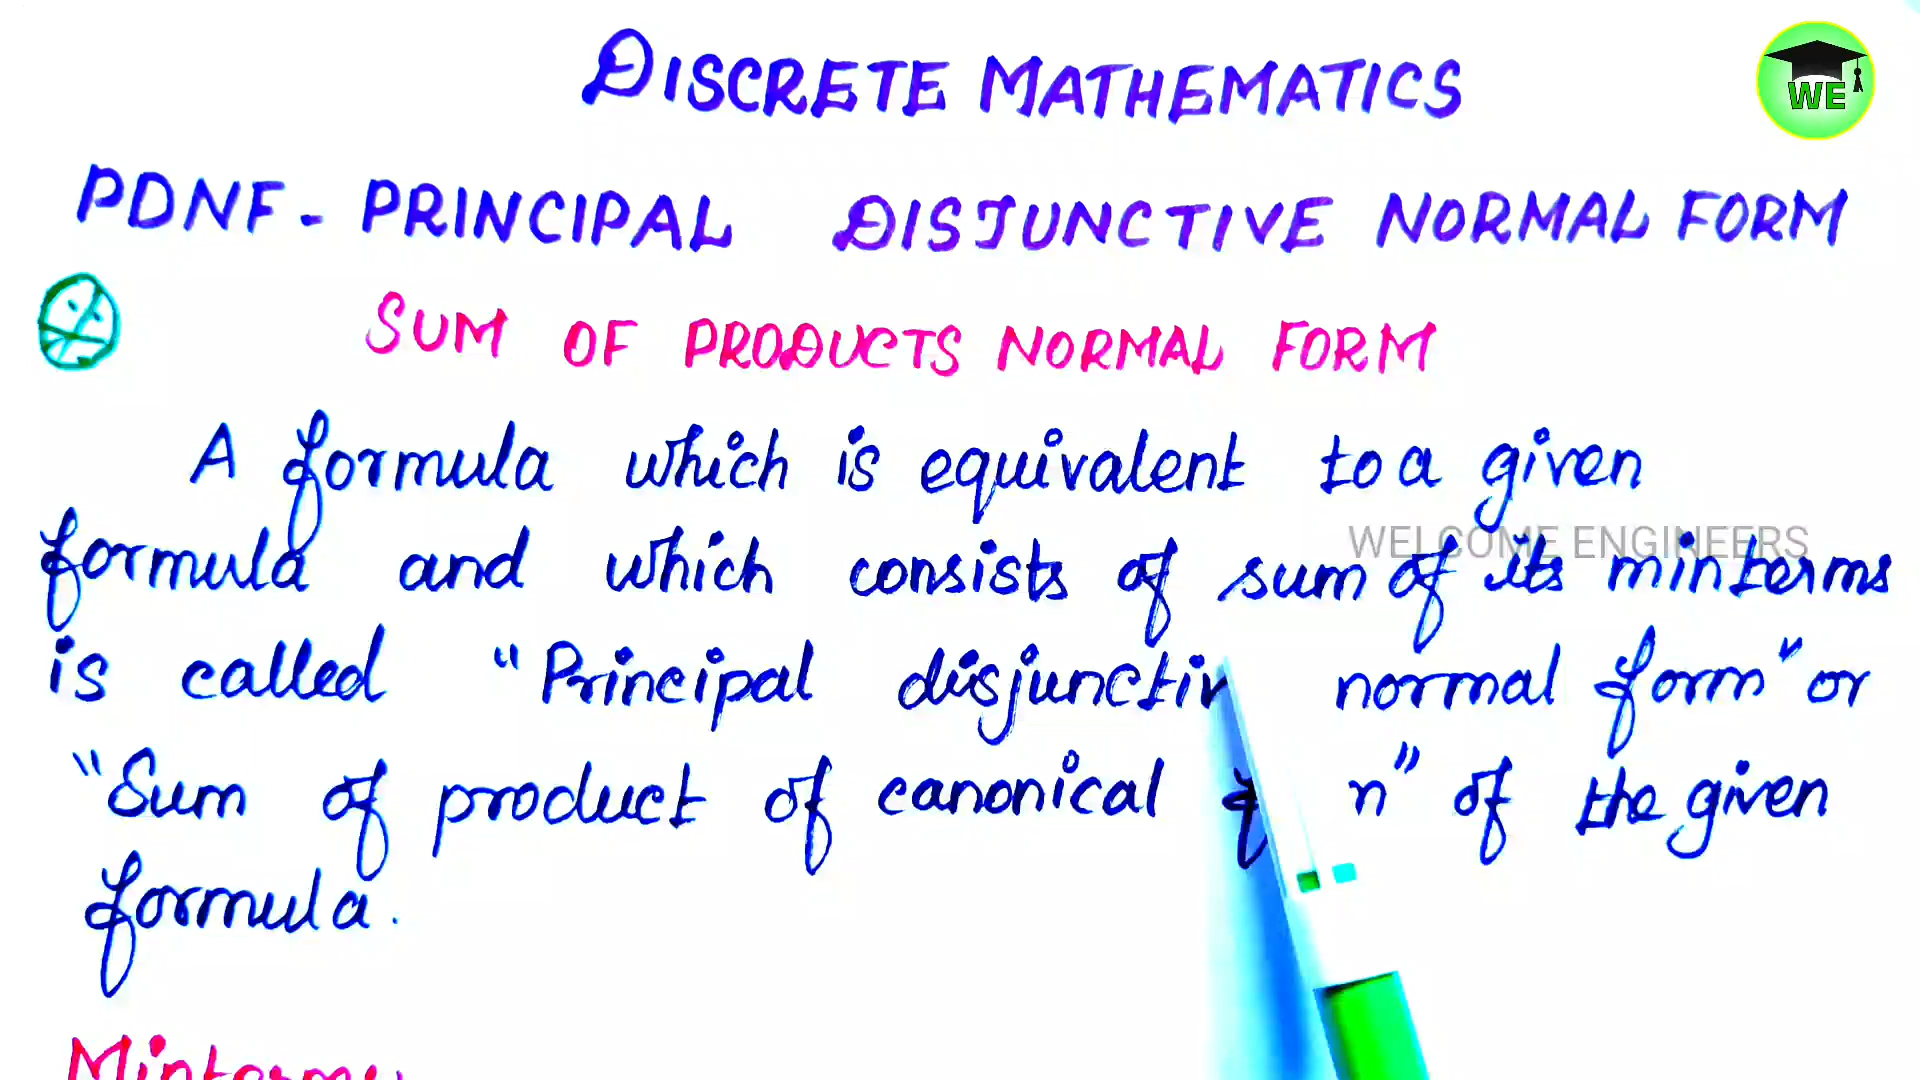 DISCRETE MATHEMATICS
WE
PDNF - PRINCIPAL DISJUNCTIVE NORMAL FORM
SUM OF PRODUCTS NORMAL FORM
A formula which is equivalent to a given
WELCOME ENGINEERS
formula and which consists of sum of its minterms
is called "Principal disjunctiv normal form" or
"Sum of product of canonical n" of the given
formula.
Minterms